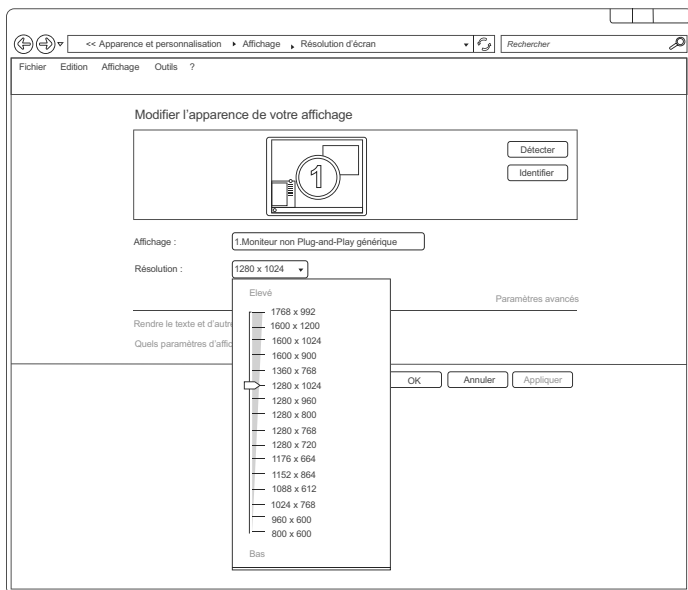 << Apparence et personnalisation Affichage Résolution d'écran Rechercher
Fichier Edition Affichage Outils ?
Modifier l'apparence de votre affichage
1
Détecter
Identifier
Affichage : 1.Moniteur non Plug-and-Play générique
Résolution : 1280 x 1024
Elevé
Paramètres avancés
1768 x 992
Rendre le texte et d'autr
1600 x 1200
1600 x 1024
Quels paramètres d'affic
1600 x 900
1360 x 768
1280 x 1024
OK Annuler Appliquer
1280 x 960
1280 x 800
1280 x 768
1280 x 720
1176 x 664
1152 x 864
1088 x 612
1024 x 768
960 x 600
800 x 600
Bas